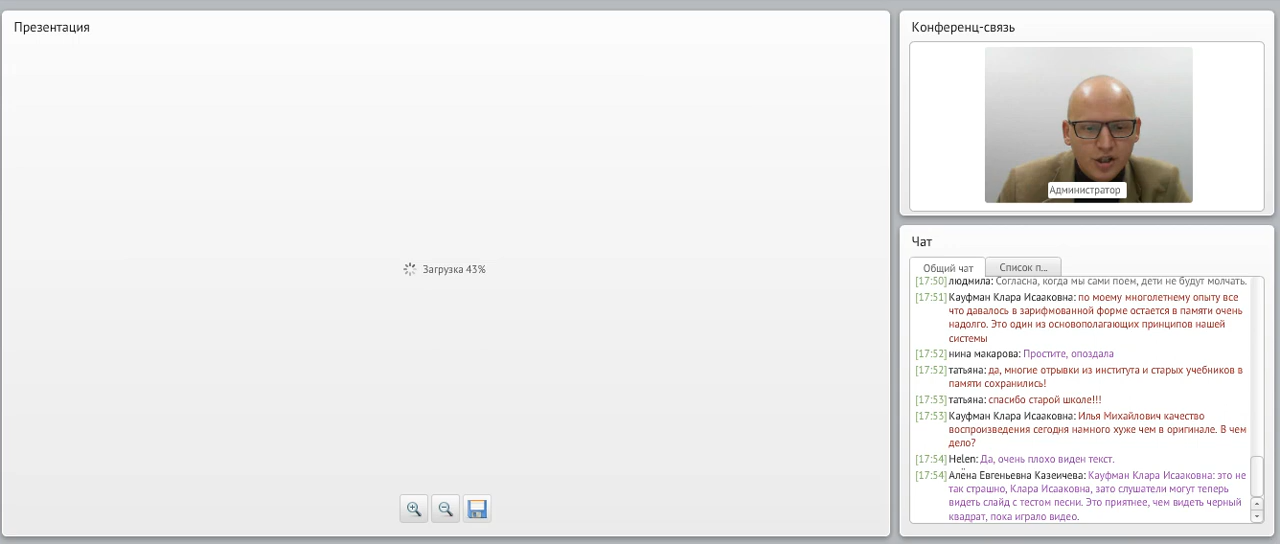 Презентация
Загрузка 43%
Конференц-связь
Администратор
Чат
Общий чат
Список п...
[17:50] людмила: Согласна, когда мы сами поем, дети не будут молчать.
[17:51] Кауфман Клара Исааковна: по моему многолетнему опыту все
что давалось в зарифмованной форме остается в памяти очень
надолго. Это один из основополагающих принципов нашей
системы
[17:52] нина макарова: Простите, опоздала
[17:52] татьяна: да, многие отрывки из института и старых учебников в
памяти сохранились!
[17:53] татьяна: спасибо старой школе!!!
[17:53] Кауфман Клара Исааковна: Илья Михайлович качество
воспроизведения сегодня намного хуже чем в оригинале. В чем
дело?
[17:54] Helen: Да, очень плохо виден текст.
[17:54] Алёна Евгеньевна Казеичева: Кауфман Клара Исааковна: это не
так страшно, Клара Исааковна, зато слушатели могут теперь
видеть слайд с тестом песни. Это приятнее, чем видеть черный
квадрат, пока играло видео.